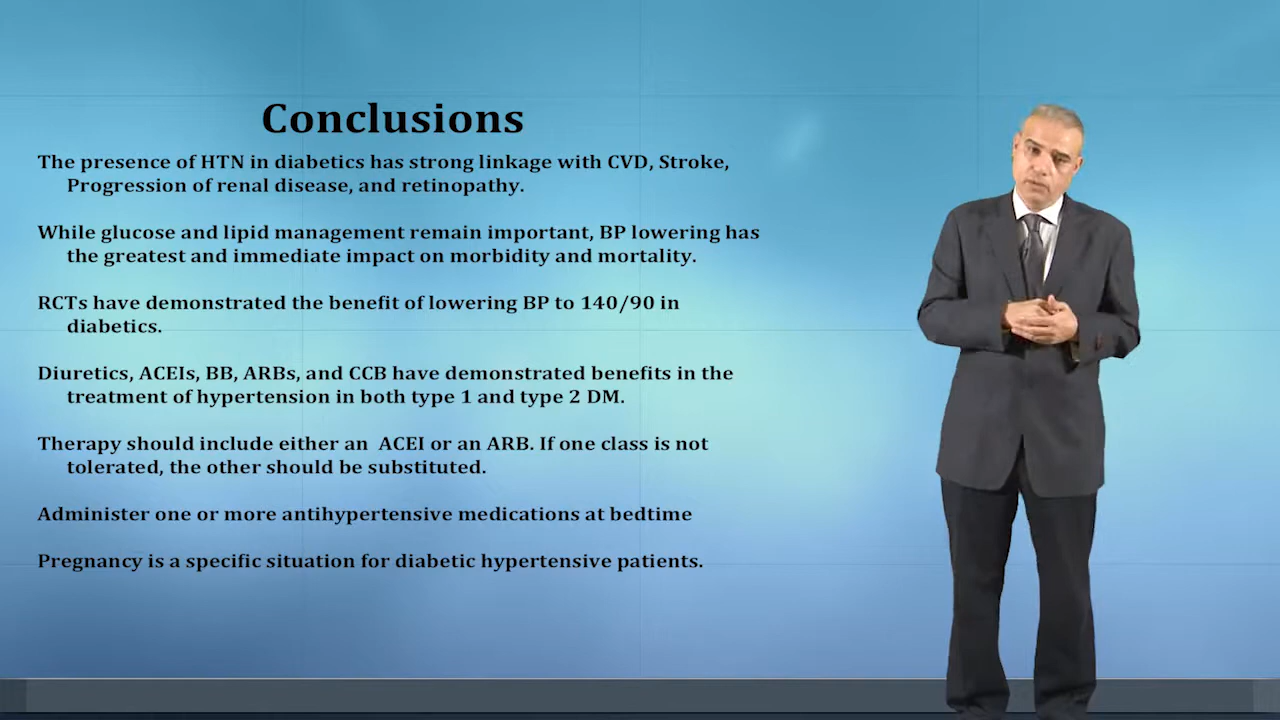 Conclusions
The presence of HTN in diabetics has strong linkage with CVD, Stroke,
Progression of renal disease, and retinopathy.
While glucose and lipid management remain important, BP lowering has
the greatest and immediate impact on morbidity and mortality.
RCTs have demonstrated the benefit of lowering BP to 140/90 in
diabetics.
Diuretics, ACEIs, BB, ARBs, and CCB have demonstrated benefits in the
treatment of hypertension in both type 1 and type 2 DM.
Therapy should include either an  ACEI or an ARB. If one class is not
tolerated, the other should be substituted.
Administer one or more antihypertensive medications at bedtime
Pregnancy is a specific situation for diabetic hypertensive patients.